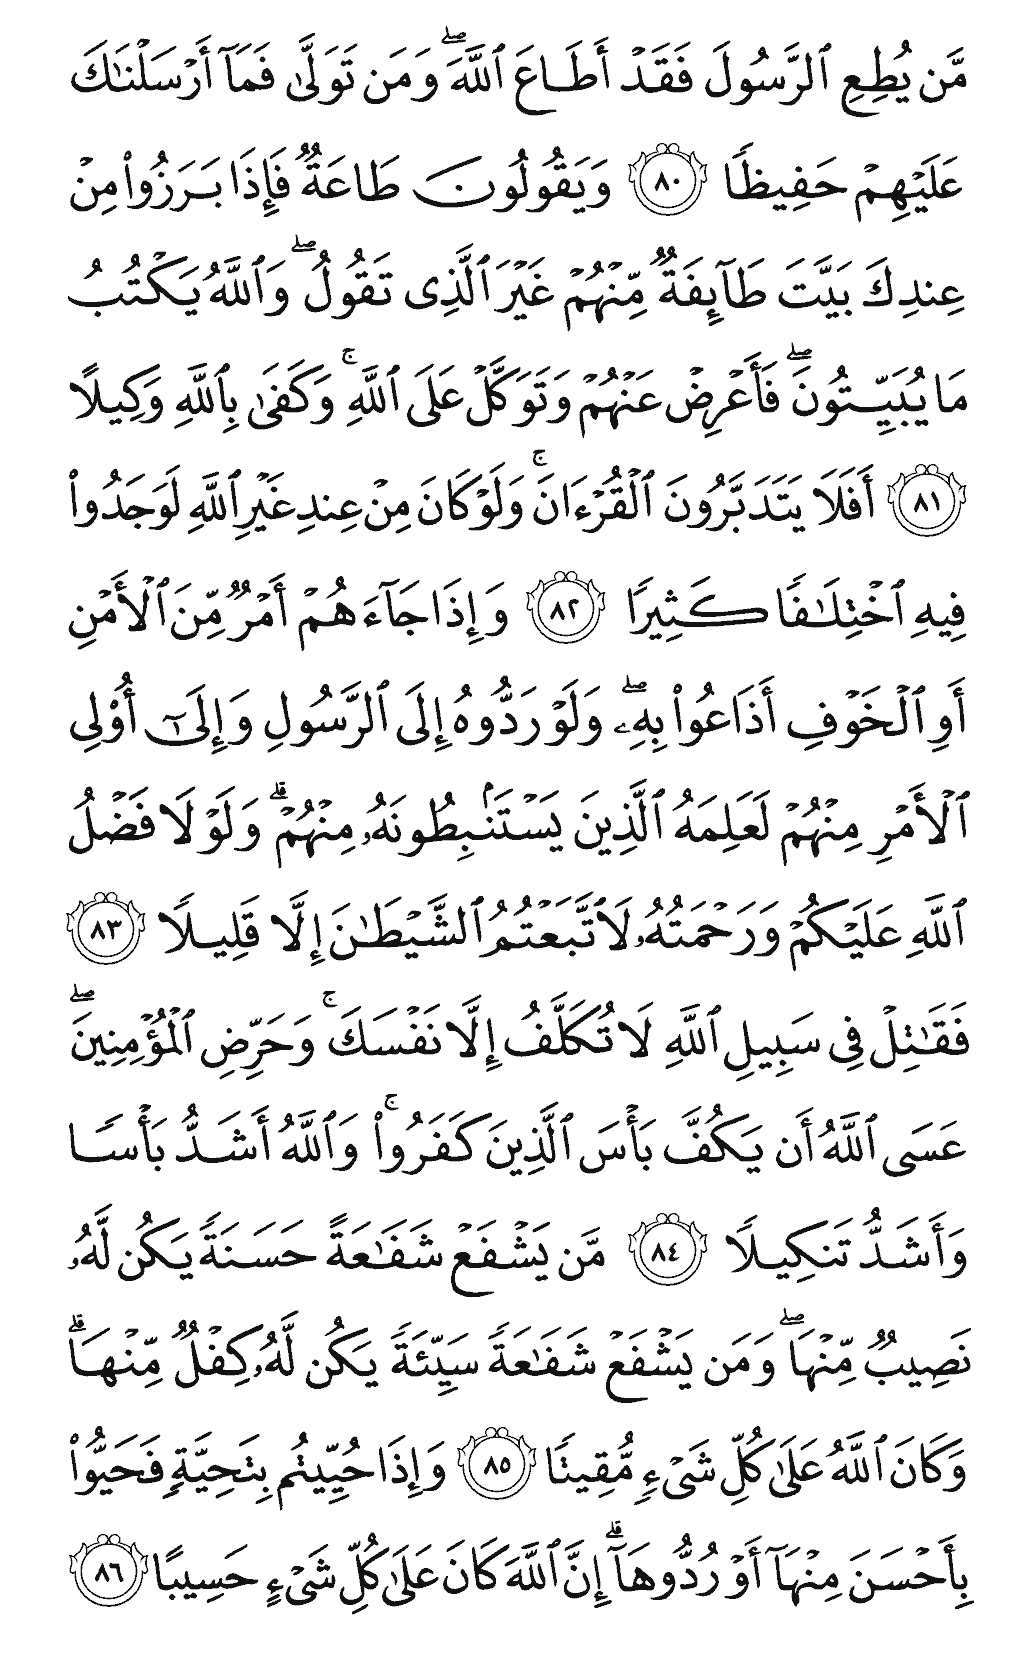 مَّن يُطِعِ ٱلرَّسُولَ فَقَدۡ أَطَاعَ ٱللَّهَۖ وَمَن تَوَلَّىٰ فَمَآ أَرۡسَلۡنَٰكَ
عَلَيۡهِمۡ حَفِيظٗا ٨٠ وَيَقُولُونَ طَاعَةٞ فَإِذَا بَرَزُواْ مِنۡ
عِندِكَ بَيَّتَ طَآئِفَةٞ مِّنۡهُمۡ غَيۡرَ ٱلَّذِي تَقُولُۖ وَٱللَّهُ يَكۡتُبُ
مَا يُبَيِّتُونَۖ فَأَعۡرِضۡ عَنۡهُمۡ وَتَوَكَّلۡ عَلَى ٱللَّهِۚ وَكَفَىٰ بِٱللَّهِ وَكِيلًا
٨١ أَفَلَا يَتَدَبَّرُونَ ٱلۡقُرۡءَانَۚ وَلَوۡ كَانَ مِنۡ عِندِ غَيۡرِ ٱللَّهِ لَوَجَدُواْ
فِيهِ ٱخۡتِلَٰفٗا كَثِيرٗا ٨٢ وَإِذَا جَآءَهُمۡ أَمۡرٞ مِّنَ ٱلۡأَمۡنِ
أَوِ ٱلۡخَوۡفِ أَذَاعُواْ بِهِۦۖ وَلَوۡ رَدُّوهُ إِلَى ٱلرَّسُولِ وَإِلَىٰٓ أُوْلِي
ٱلۡأَمۡرِ مِنۡهُمۡ لَعَلِمَهُ ٱلَّذِينَ يَسۡتَنۢبِطُونَهُۥ مِنۡهُمۡۗ وَلَوۡلَا فَضۡلُ
ٱللَّهِ عَلَيۡكُمۡ وَرَحۡمَتُهُۥ لَٱتَّبَعۡتُمُ ٱلشَّيۡطَٰنَ إِلَّا قَلِيلٗا ٨٣
فَقَٰتِلۡ فِي سَبِيلِ ٱللَّهِ لَا تُكَلَّفُ إِلَّا نَفۡسَكَۚ وَحَرِّضِ ٱلۡمُؤۡمِنِينَۖ
عَسَى ٱللَّهُ أَن يَكُفَّ بَأۡسَ ٱلَّذِينَ كَفَرُواْۚ وَٱللَّهُ أَشَدُّ بَأۡسٗا
وَأَشَدُّ تَنكِيلٗا ٨٤ مَّن يَشۡفَعۡ شَفَٰعَةً حَسَنَةٗ يَكُن لَّهُۥ
نَصِيبٞ مِّنۡهَاۖ وَمَن يَشۡفَعۡ شَفَٰعَةٗ سَيِّئَةٗ يَكُن لَّهُۥ كِفۡلٞ مِّنۡهَاۗ
وَكَانَ ٱللَّهُ عَلَىٰ كُلِّ شَيۡءٖ مُّقِيتٗا ٨٥ وَإِذَا حُيِّيتُم بِتَحِيَّةٖ فَحَيُّواْ
بِأَحۡسَنَ مِنۡهَآ أَوۡ رُدُّوهَآۗ إِنَّ ٱللَّهَ كَانَ عَلَىٰ كُلِّ شَيۡءٍ حَسِيبًا ٨٦